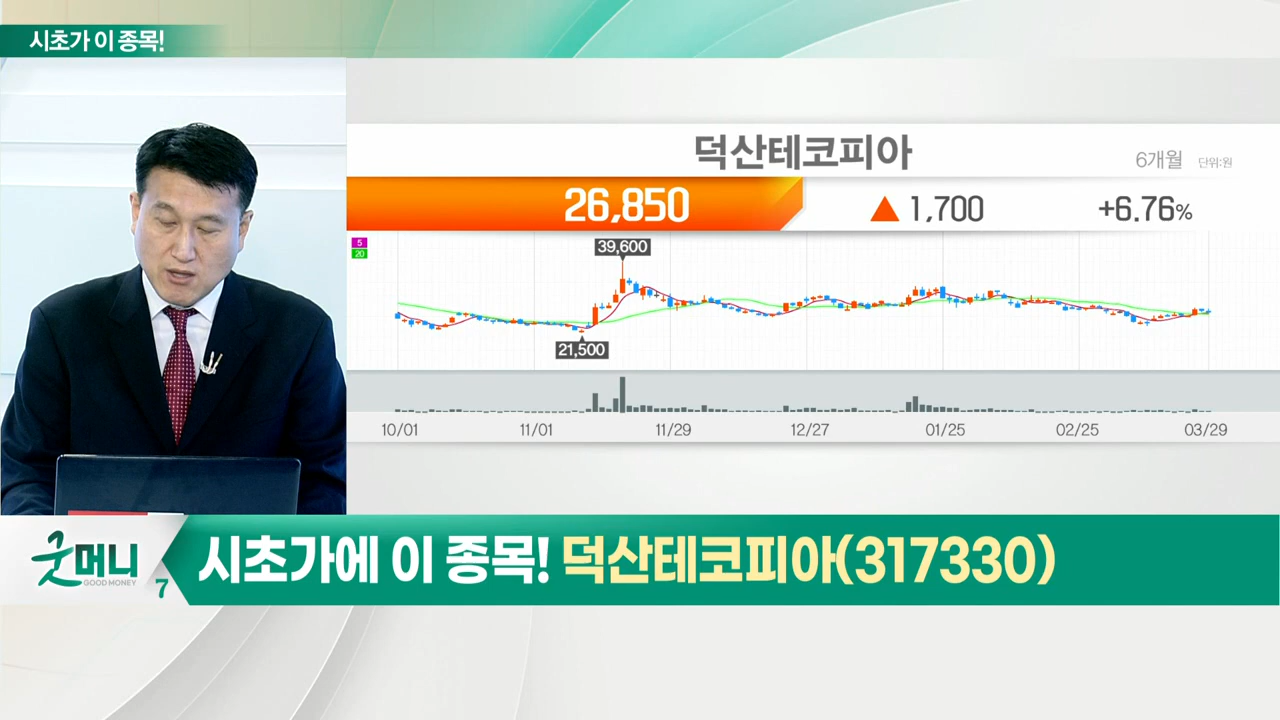 시초가 이 종목!
덕산테코피아
6개월 단위:원
26,850 ▲ 1,700 +6.76%
5
20
39,600
21,500
10/01 11/01 11/29 12/27 01/25 02/25 03/29
굿머니
GOOD MONEY
7
시초가에 이 종목! 덕산테코피아(317330)